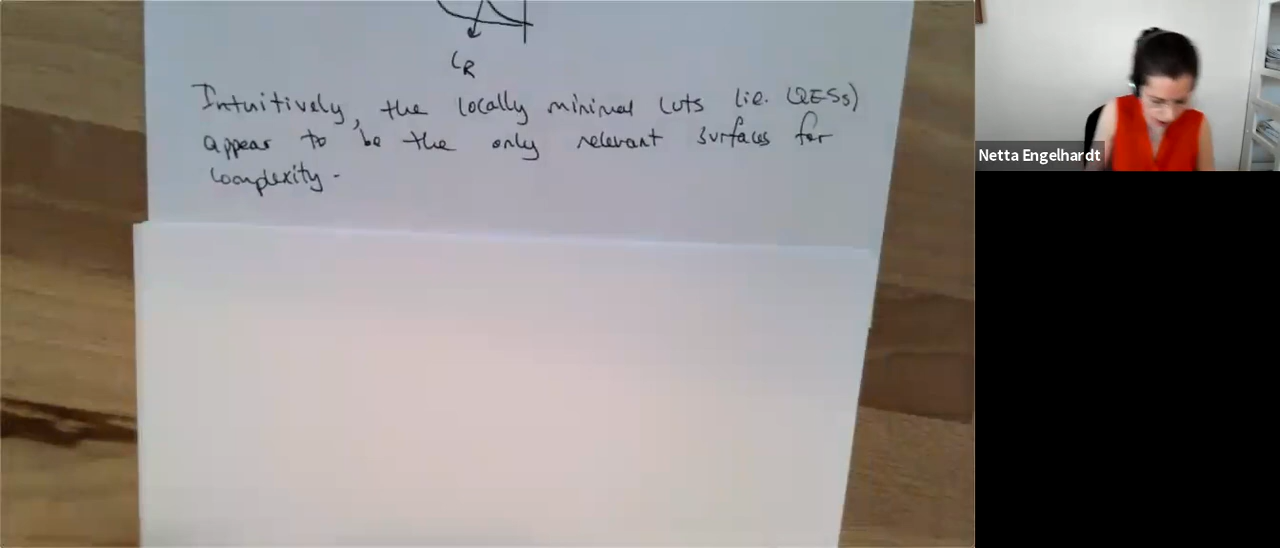 C_R
Intuitively, the locally minimal cuts (i.e. QESs)
appear to be the only relevant surfaces for
complexity.
Netta Engelhardt